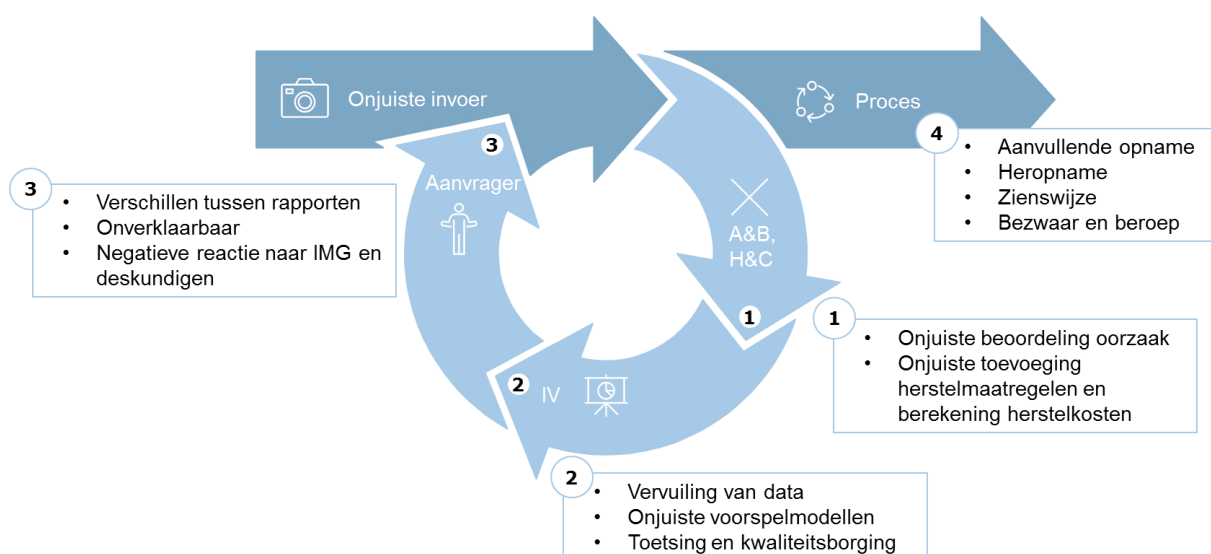 Onjuiste invoer
Proces
4
• Aanvullende opname
• Heropname
• Zienswijze
• Bezwaar en beroep
3
Aanvrager
3
• Verschillen tussen rapporten
• Onverklaarbaar
• Negatieve reactie naar IMG en
deskundigen
A&B,
H&C
1
1
• Onjuiste beoordeling oorzaak
• Onjuiste toevoeging
herstelmaatregelen en
berekening herstelkosten
2
IV
2
• Vervuiling van data
• Onjuiste voorspelmodellen
• Toetsing en kwaliteitsborging